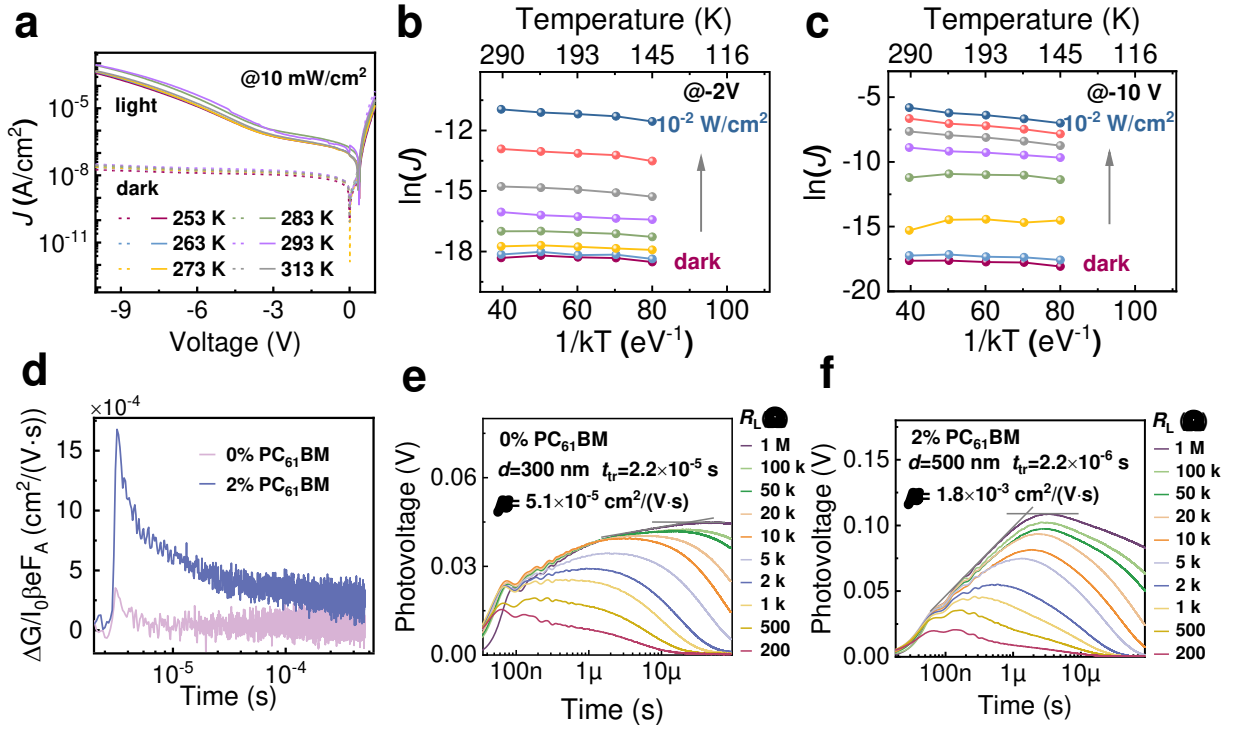 a
J (A/cm²)
10⁻⁵
10⁻⁸
10⁻¹¹
@10 mW/cm²
light
dark
253 K
283 K
263 K
293 K
273 K
313 K
-9
-6
-3
0
Voltage (V)
b
Temperature (K)
290
193
145
116
ln(J)
-12
-15
-18
@-2V
10⁻² W/cm²
dark
40
60
80
100
1/kT (eV⁻¹)
c
Temperature (K)
290
193
145
116
ln(J)
-5
-10
-15
-20
@-10 V
10⁻² W/cm²
dark
40
60
80
100
1/kT (eV⁻¹)
d
×10⁻⁴
ΔG/I₀βeF_A (cm²/(V·s))
15
10
5
0
0% PC₆₁BM
2% PC₆₁BM
10⁻⁵
10⁻⁴
Time (s)
e
Photovoltage (V)
0.06
0.03
0.00
0% PC₆₁BM
d=300 nm t_tr=2.2×10⁻⁵ s
= 5.1×10⁻⁵ cm²/(V·s)
100n
1μ
10μ
Time (s)
R_L
1 M
100 k
50 k
20 k
10 k
5 k
2 k
1 k
500
200
f
Photovoltage (V)
0.15
0.10
0.05
0.00
2% PC₆₁BM
d=500 nm t_tr=2.2×10⁻⁶ s
= 1.8×10⁻³ cm²/(V·s)
100n
1μ
10μ
Time (s)
R_L
1 M
100 k
50 k
20 k
10 k
5 k
2 k
1 k
500
200